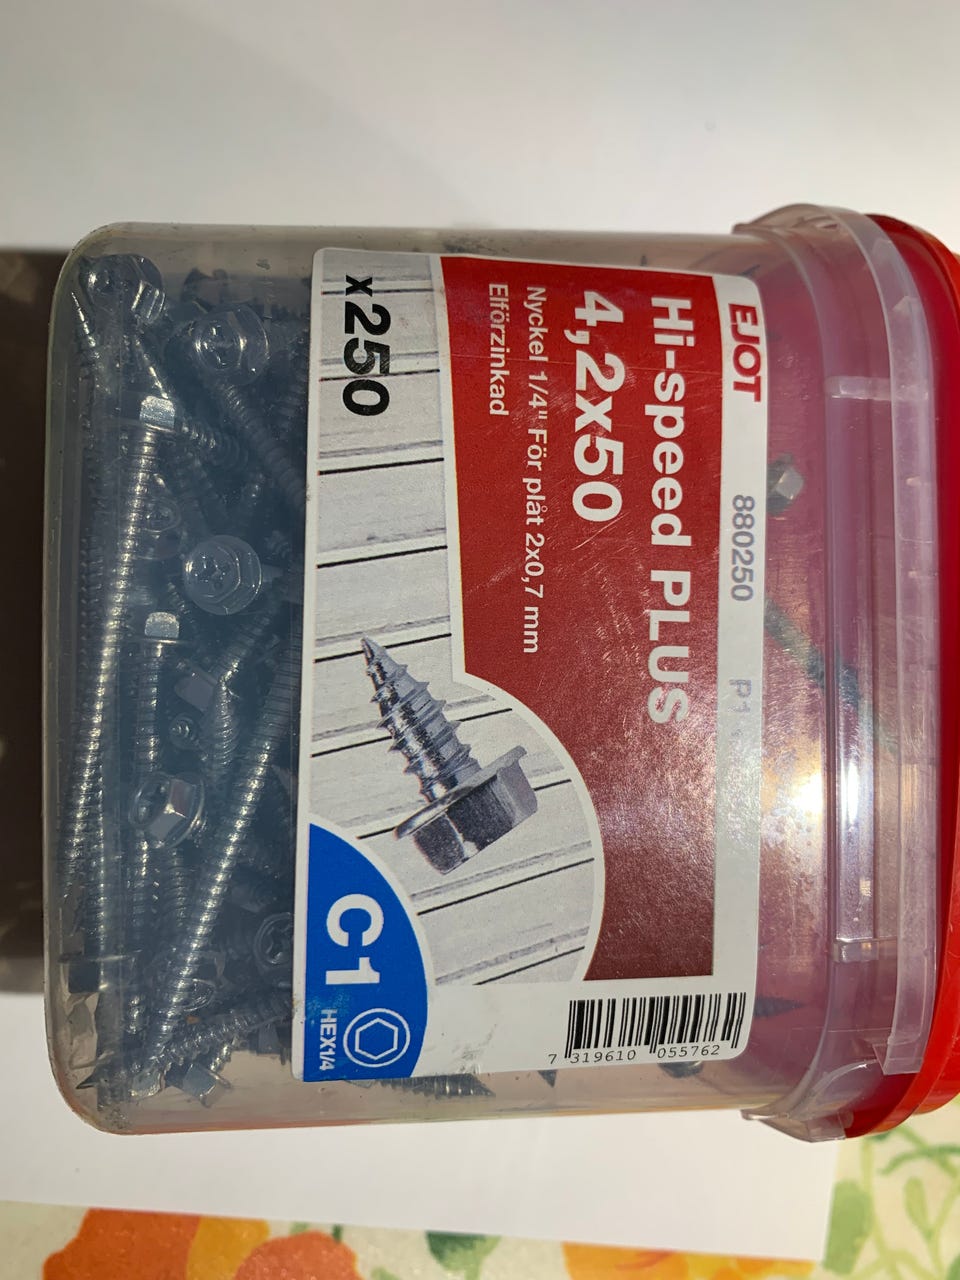 EJOT 880250
Hi-speed PLUS
4,2x50
Nyckel 1/4" För plåt 2x0,7 mm
Elförzinkad
x250
C1
HEX1/4
7 319610 055762